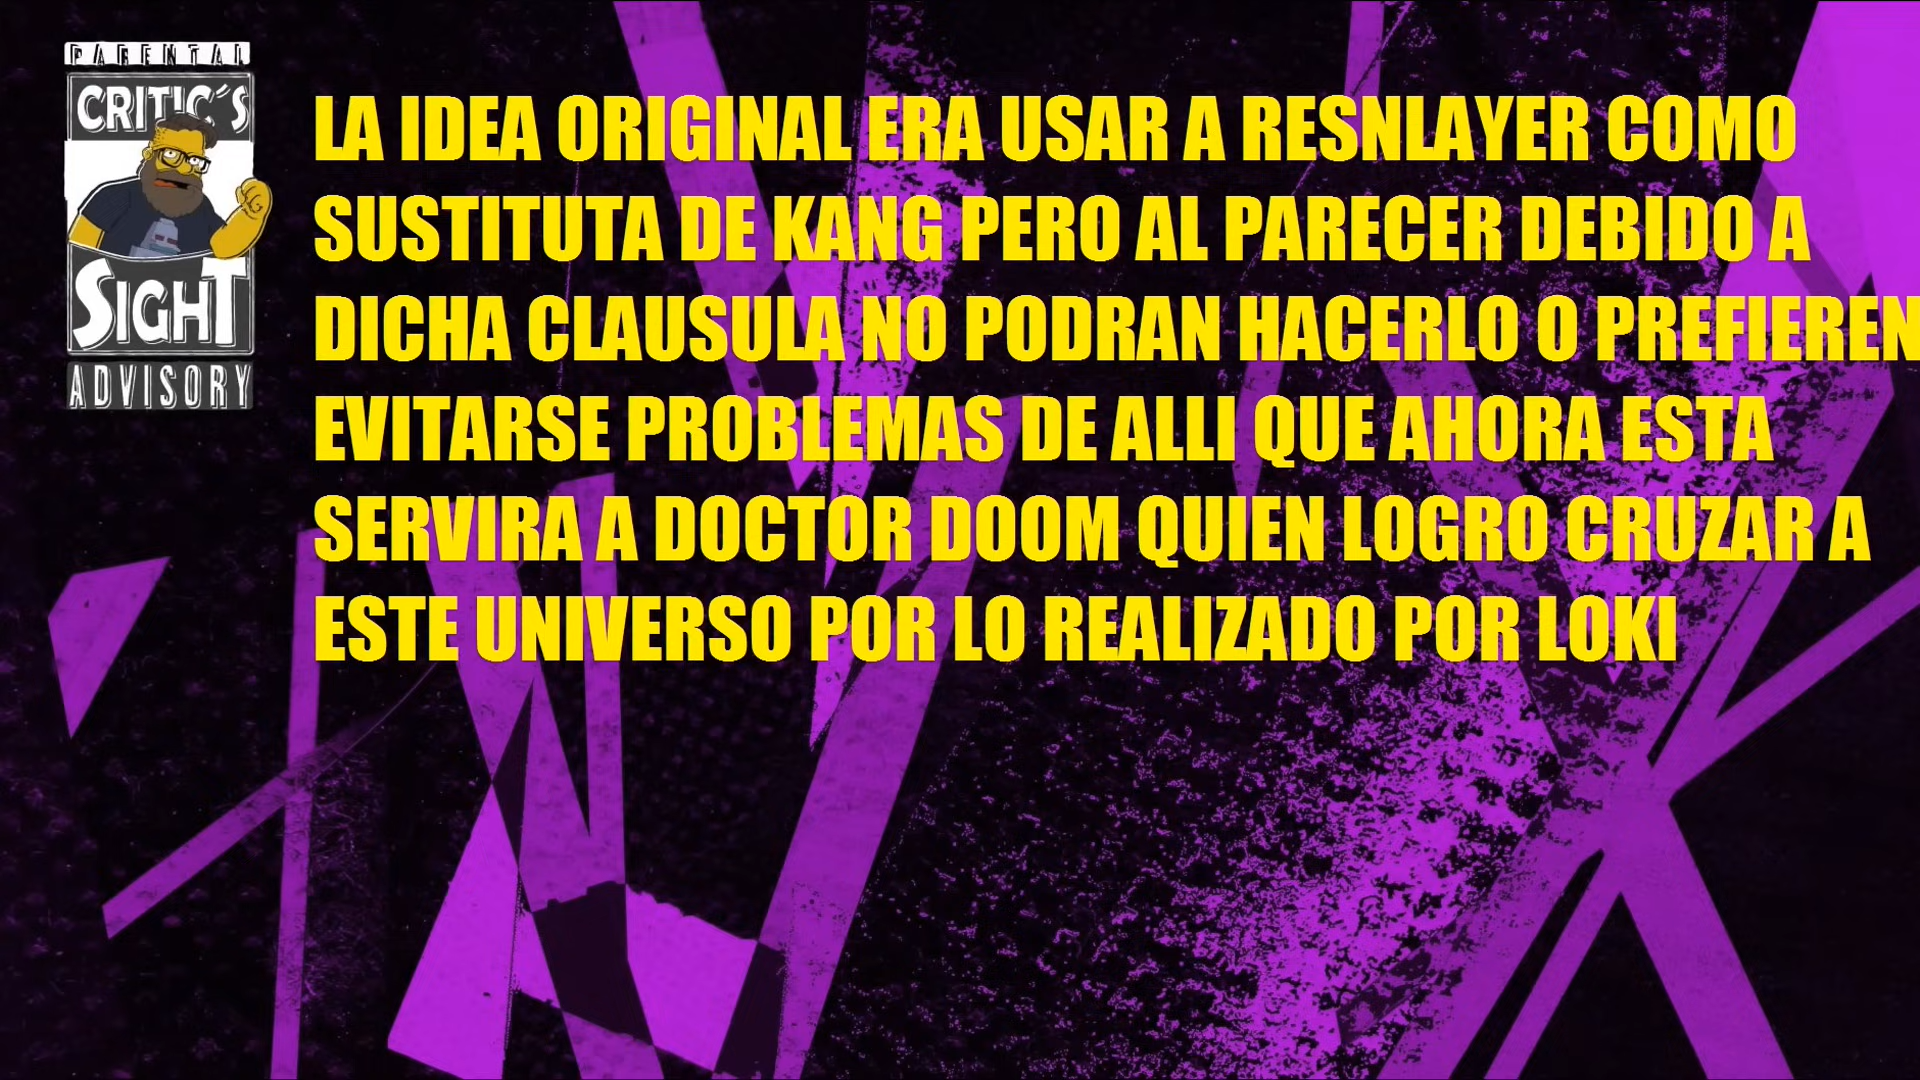 PARENTAL
CRITIC´S
SIGHT
ADVISORY
LA IDEA ORIGINAL ERA USAR A RESNLAYER COMO
SUSTITUTA DE KANG PERO AL PARECER DEBIDO A
DICHA CLAUSULA NO PODRAN HACERLO O PREFIEREN
EVITARSE PROBLEMAS DE ALLI QUE AHORA ESTA
SERVIRA A DOCTOR DOOM QUIEN LOGRO CRUZAR A
ESTE UNIVERSO POR LO REALIZADO POR LOKI